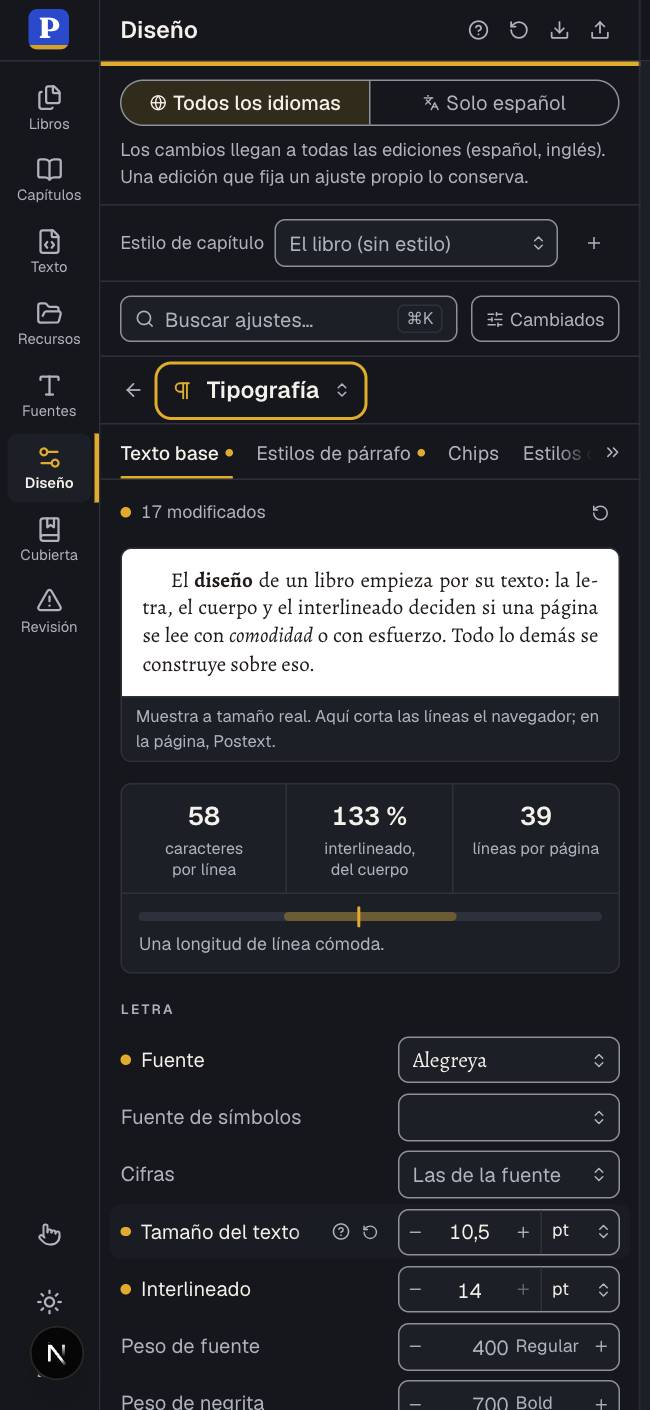 P
Diseño
Libros
Capítulos
Texto
Recursos
Fuentes
Diseño
Cubierta
Revisión
N
Todos los idiomas
Solo español
Los cambios llegan a todas las ediciones (español, inglés).
Una edición que fija un ajuste propio lo conserva.
Estilo de capítulo
El libro (sin estilo)
Buscar ajustes...
⌘K
Cambiados
Tipografía
Texto base
Estilos de párrafo
Chips
Estilos
17 modificados
El diseño de un libro empieza por su texto: la le-
tra, el cuerpo y el interlineado deciden si una página
se lee con comodidad o con esfuerzo. Todo lo demás se
construye sobre eso.
Muestra a tamaño real. Aquí corta las líneas el navegador; en
la página, Postext.
58
caracteres
por línea
133 %
interlineado,
del cuerpo
39
líneas por página
Una longitud de línea cómoda.
LETRA
Fuente
Alegreya
Fuente de símbolos
Cifras
Las de la fuente
Tamaño del texto
10,5
pt
Interlineado
14
pt
Peso de fuente
400 Regular
Peso de negrita
700 Bold